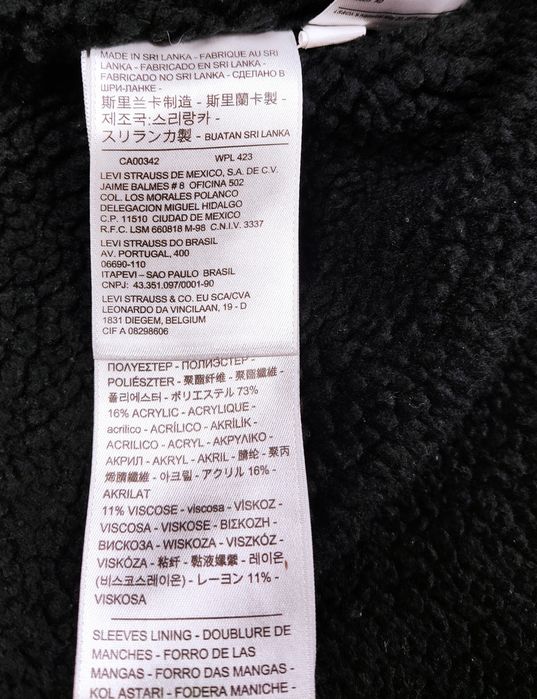 MADE IN SRI LANKA - FABRIQUE AU SRI
LANKA - FABRICADO EN SRI LANKA -
FABRICADO NO SRI LANKA - СДЕЛАНО В
ШРИ-ЛАНКЕ -
斯里兰卡制造 - 斯里蘭卡製 -
제조국:스리랑카 -
スリランカ製 - BUATAN SRI LANKA
CA00342 WPL 423
LEVI STRAUSS DE MEXICO, S.A. DE C.V.
JAIME BALMES # 8 OFICINA 502
COL. LOS MORALES POLANCO
DELEGACION MIGUEL HIDALGO
C.P. 11510 CIUDAD DE MEXICO
R.F.C. LSM 660818 M-98 C.N.I.V. 3337
LEVI STRAUSS DO BRASIL
AV. PORTUGAL, 400
06690-110
ITAPEVI – SAO PAULO BRASIL
CNPJ: 43.351.097/0001-90
LEVI STRAUSS & CO. EU SCA/CVA
LEONARDO DA VINCILAAN, 19 - D
1831 DIEGEM, BELGIUM
CIF A 08298606
ΠΟΛΥΕΣΤΕΡ - ПОЛИЭСТЕР -
POLIÉSZTER - 聚酯纤维 - 聚酯纖維 -
폴리에스터 - ポリエステル 73%
16% ACRYLIC - ACRYLIQUE -
acrílico - ACRÍLICO - AKRİLİK -
ACRILICO - ACRYL - ΑΚΡΥΛΙΚΟ -
АКРИЛ - AKRYL - AKRIL - 腈纶 - 聚丙
烯腈纖維 - 아크릴 - アクリル 16% -
AKRILAT
11% VISCOSE - viscosa - VİSKOZ -
VISCOSA - VISKOSE - ΒΙΣΚΟΖΗ -
ВИСКОЗА - WISKOZA - VISZKÓZ -
VISKÓZA - 粘纤 - 黏液嫘縈 - 레이온
(비스코스레이온) - レーヨン 11% -
VISKOSA
SLEEVES LINING - DOUBLURE DE
MANCHES - FORRO DE LAS
MANGAS - FORRO DAS MANGAS -
KOL ASTARI - FODERA MANICHE -